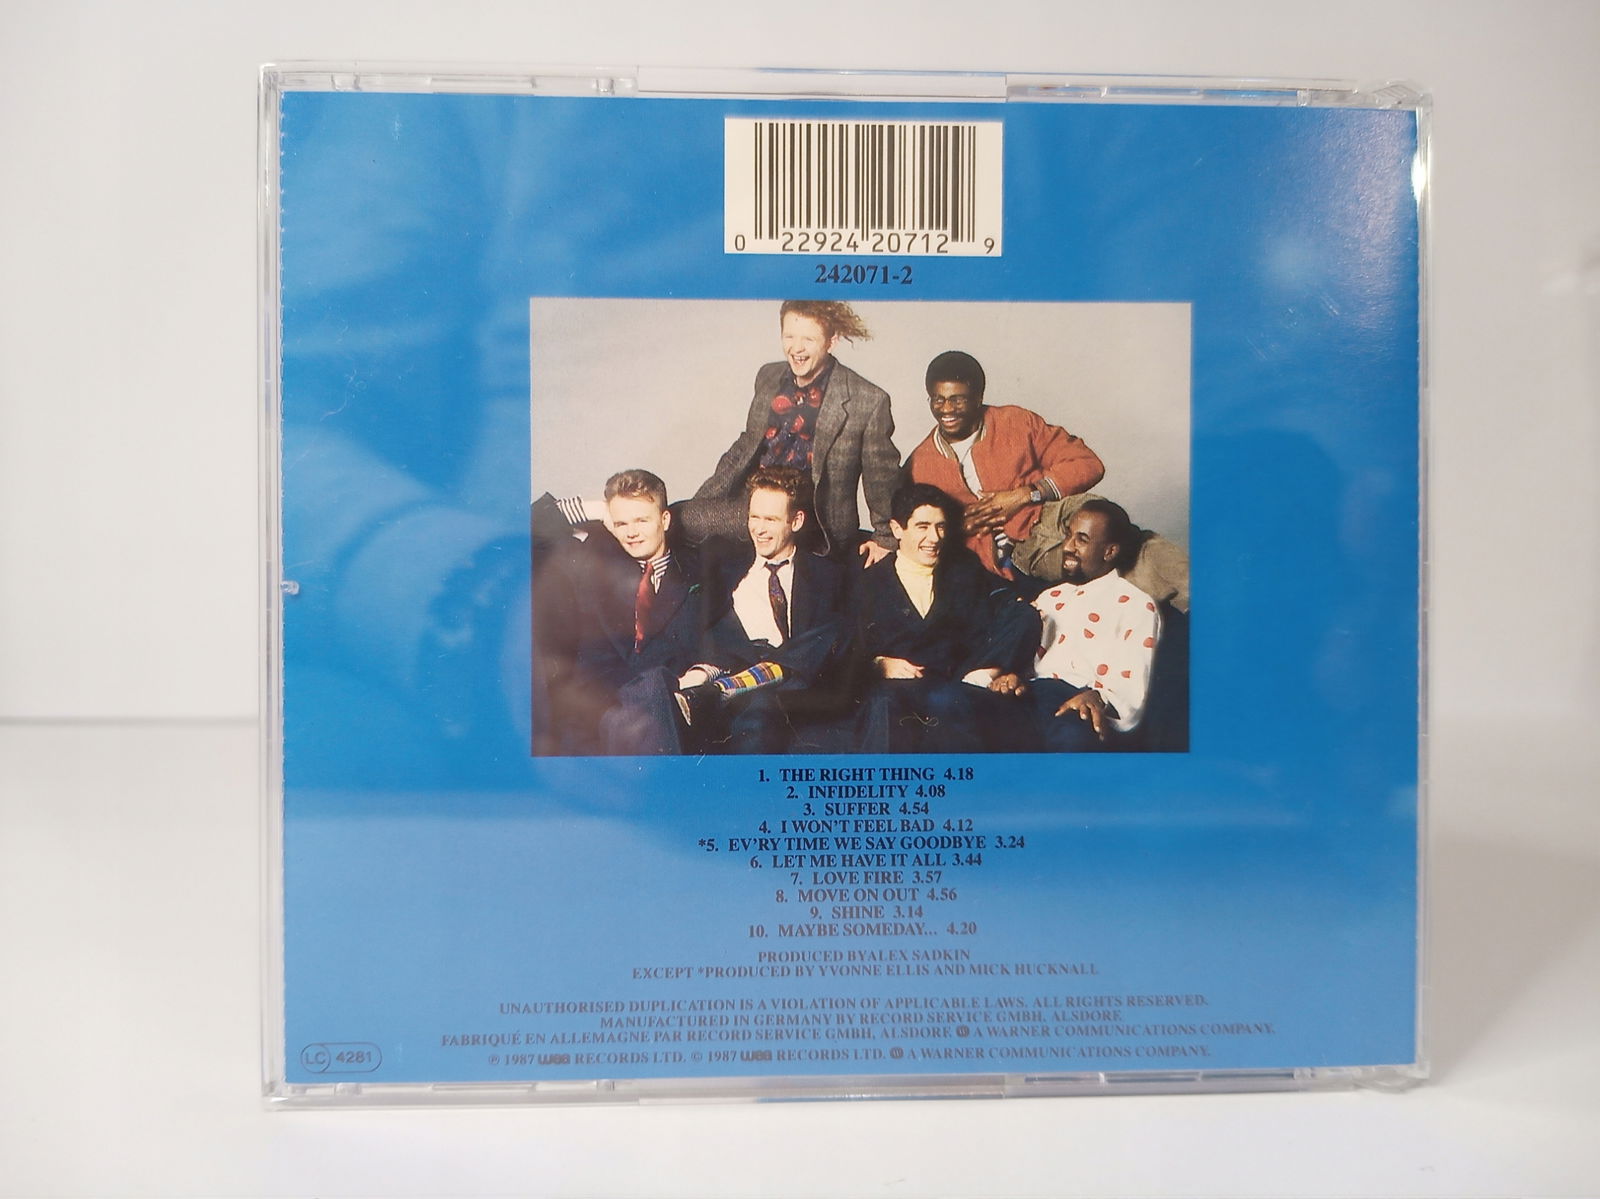 0 22924 20712 9
242071-2
1. THE RIGHT THING 4.18
2. INFIDELITY 4.08
3. SUFFER 4.54
4. I WON'T FEEL BAD 4.12
*5. EV'RY TIME WE SAY GOODBYE 3.24
6. LET ME HAVE IT ALL 3.44
7. LOVE FIRE 3.57
8. MOVE ON OUT 4.56
9. SHINE 3.14
10. MAYBE SOMEDAY... 4.20
PRODUCED BY ALEX SADKIN
EXCEPT *PRODUCED BY YVONNE ELLIS AND MICK HUCKNALL
UNAUTHORISED DUPLICATION IS A VIOLATION OF APPLICABLE LAWS. ALL RIGHTS RESERVED.
MANUFACTURED IN GERMANY BY RECORD SERVICE GMBH, ALSDORF.
FABRIQUÉ EN ALLEMAGNE PAR RECORD SERVICE GMBH, ALSDORF. A WARNER COMMUNICATIONS COMPANY.
LC 4281
℗ 1987 wea RECORDS LTD. © 1987 wea RECORDS LTD. A WARNER COMMUNICATIONS COMPANY.